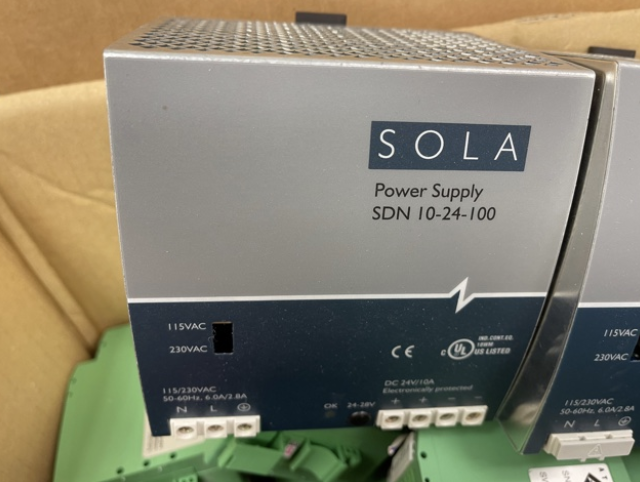 SOLA
Power Supply
SDN 10-24-100
115VAC
230VAC
CE
C UL US LISTED
IND. CONT. EQ.
18WM
115/230VAC
50-60Hz, 6.0A/2.8A
N L
OK 24-28V
DC 24V/10A
Electronically protected
+ + − −
115VAC
230VAC
115/230VAC
50-60Hz, 6.0A/2.8A
N L